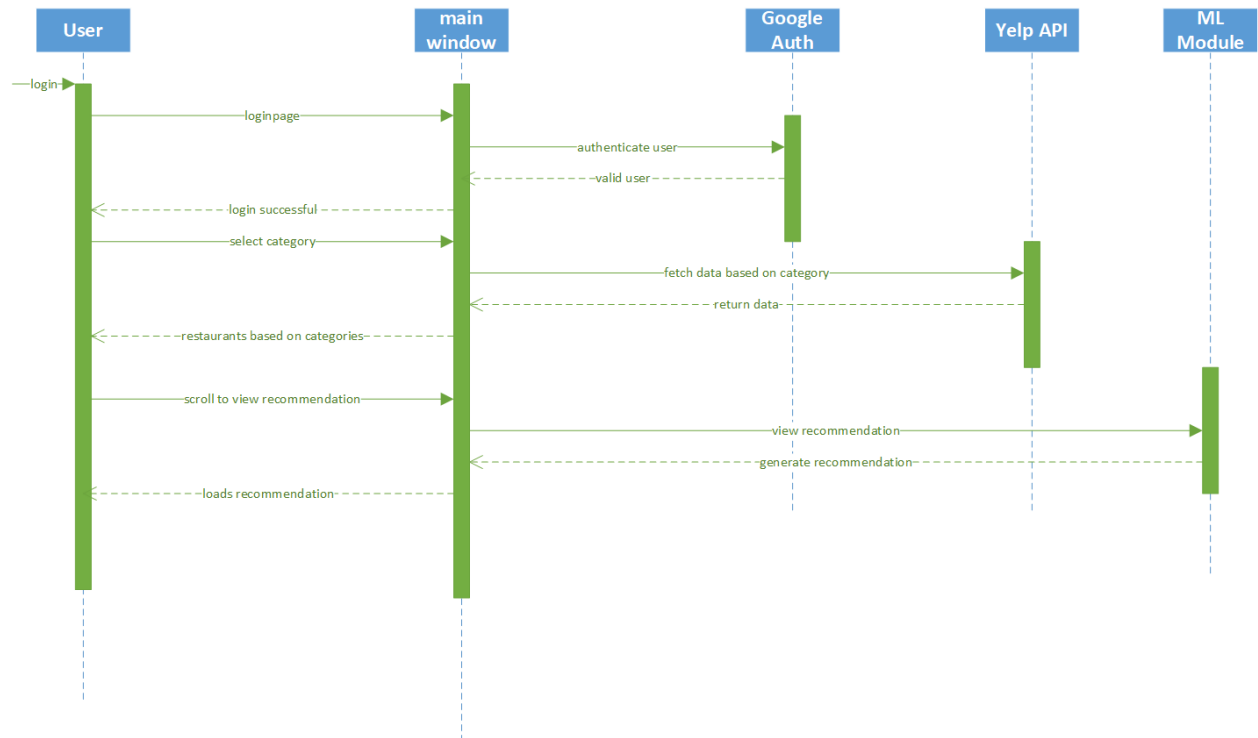 User
main
window
Google
Auth
Yelp API
ML
Module
login
loginpage
authenticate user
valid user
login successful
select category
fetch data based on category
return data
restaurants based on categories
scroll to view recommendation
view recommendation
generate recommendation
loads recommendation